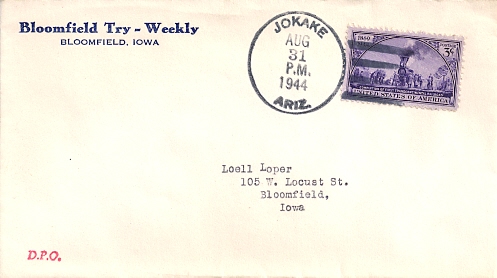 Bloomfield Try - Weekly
BLOOMFIELD, IOWA
JOKAKE
AUG
31
P.M.
1944
ARIZ.
POSTAGE
3¢
UNITED STATES OF AMERICA
Loell Loper
105 W. Locust St.
Bloomfield,
Iowa
D.P.O.